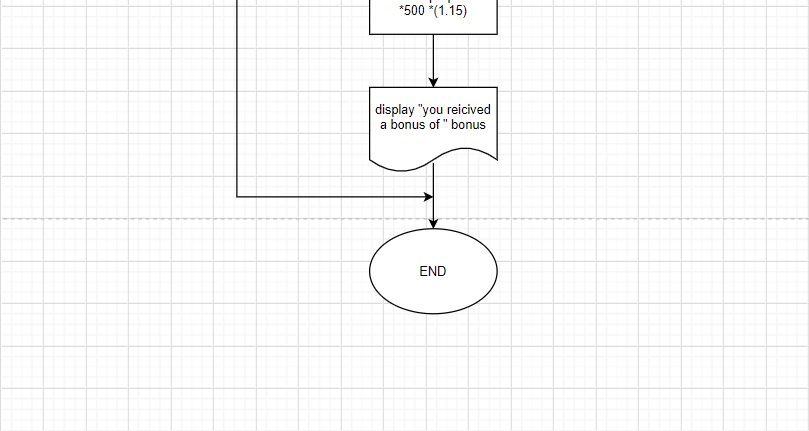 *500 *(1.15)
display "you reicived
a bonus of " bonus
END